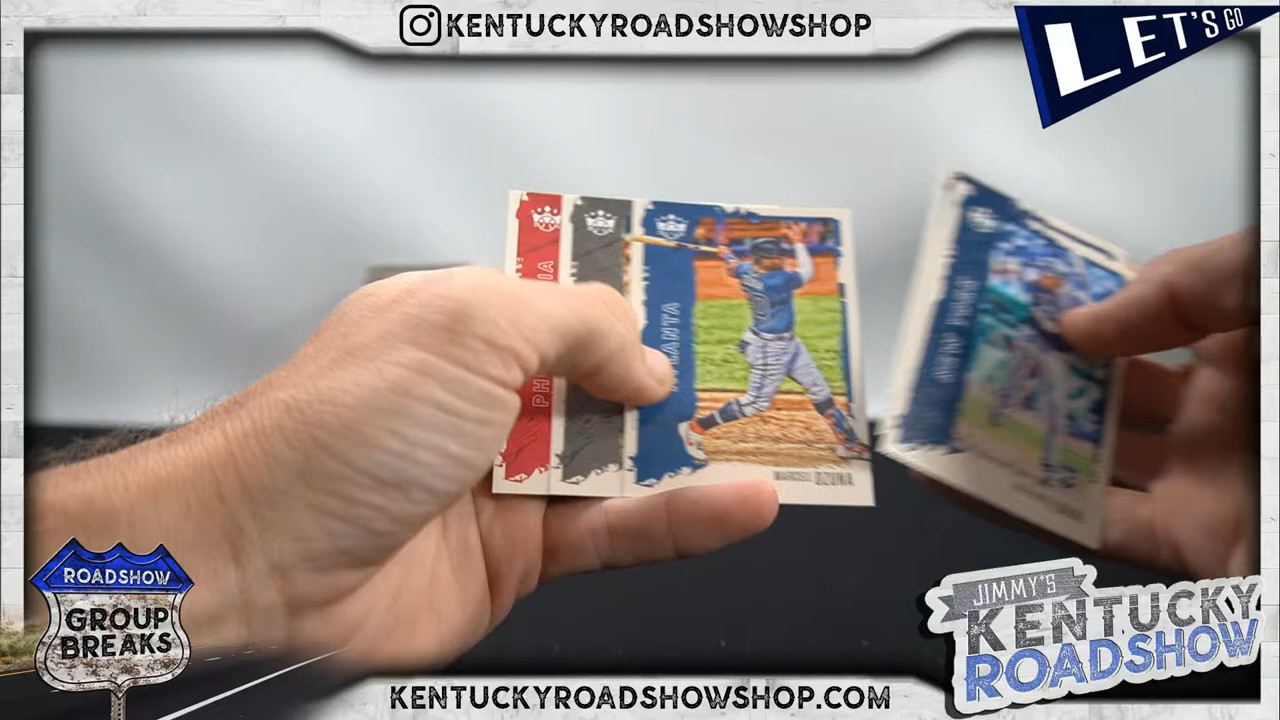 KENTUCKYROADSHOWSHOP
LET'S GO
ATLANTA
MARCELL OZUNA
ROADSHOW
GROUP
BREAKS
JIMMY'S
KENTUCKY
ROADSHOW
KENTUCKYROADSHOWSHOP.COM